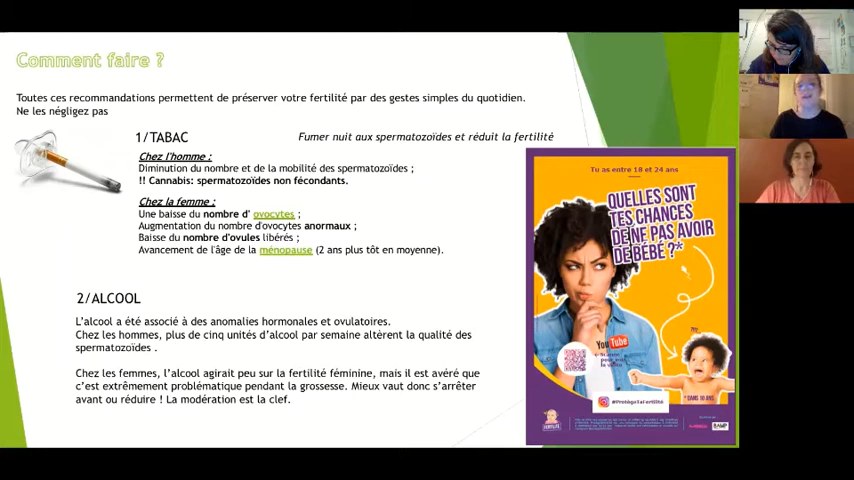 Comment faire ?
Toutes ces recommandations permettent de préserver votre fertilité par des gestes simples du quotidien.
Ne les négligez pas
1/TABAC
Fumer nuit aux spermatozoïdes et réduit la fertilité
Chez l'homme :
Diminution du nombre et de la mobilité des spermatozoïdes ;
!! Cannabis: spermatozoïdes non fécondants.
Chez la femme :
Une baisse du nombre d' ovocytes ;
Augmentation du nombre d'ovocytes anormaux ;
Baisse du nombre d'ovules libérés ;
Avancement de l'âge de la ménopause (2 ans plus tôt en moyenne).
2/ALCOOL
L'alcool a été associé à des anomalies hormonales et ovulatoires.
Chez les hommes, plus de cinq unités d'alcool par semaine altèrent la qualité des
spermatozoïdes .
Chez les femmes, l'alcool agirait peu sur la fertilité féminine, mais il est avéré que
c'est extrêmement problématique pendant la grossesse. Mieux vaut donc s'arrêter
avant ou réduire ! La modération est la clef.
Tu as entre 18 et 24 ans
QUELLES SONT
TES CHANCES
DE NE PAS AVOIR
DE BÉBÉ ?*
YouTube
#ProtègeTaFertilité
* DANS 10 ANS
FERTILITÉ